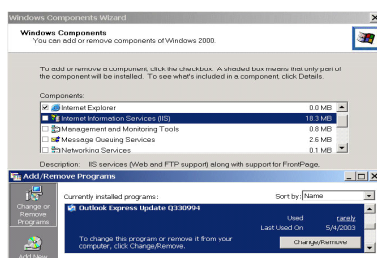 Windows Components Wizard
Windows Components
You can add or remove components of Windows 2000.
To add or remove a component, click the checkbox. A shaded box means that only part of
the component will be installed. To see what's included in a component, click Details.
Components:
Internet Explorer 0.0 MB
Internet Information Services (IIS) 18.3 MB
Management and Monitoring Tools 0.8 MB
Message Queuing Services 2.6 MB
Networking Services 0.1 MB
Description: IIS services (Web and FTP support) along with support for FrontPage,
Add/Remove Programs
Change or
Remove
Programs
Add New
Currently installed programs: Sort by: Name
Outlook Express Update Q330994
Used rarely
Last Used On 5/4/2003
To change this program or remove it from your
computer, click Change/Remove.
Change/Remove